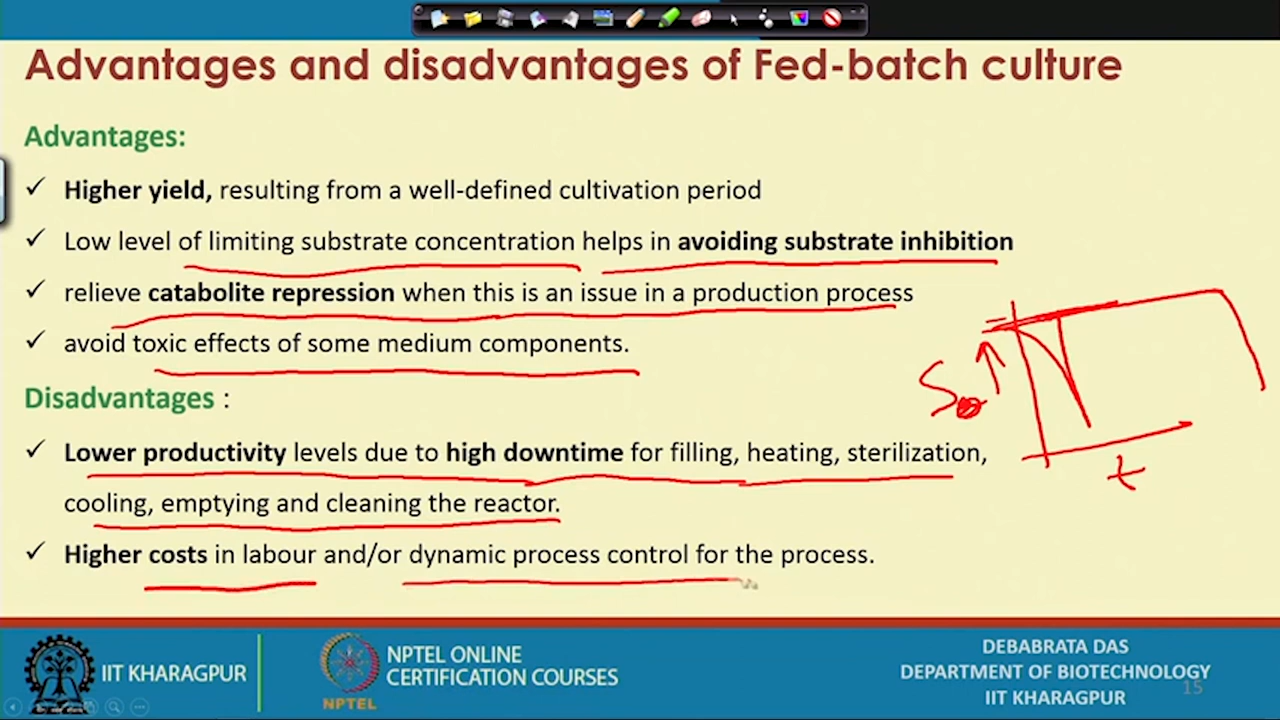 Advantages and disadvantages of Fed-batch culture
Advantages:
✓ Higher yield, resulting from a well-defined cultivation period
✓ Low level of limiting substrate concentration helps in avoiding substrate inhibition
✓ relieve catabolite repression when this is an issue in a production process
✓ avoid toxic effects of some medium components.
Disadvantages :
✓ Lower productivity levels due to high downtime for filling, heating, sterilization,
cooling, emptying and cleaning the reactor.
✓ Higher costs in labour and/or dynamic process control for the process.
S
t
IIT KHARAGPUR
NPTEL
NPTEL ONLINE
CERTIFICATION COURSES
DEBABRATA DAS
DEPARTMENT OF BIOTECHNOLOGY
IIT KHARAGPUR
15